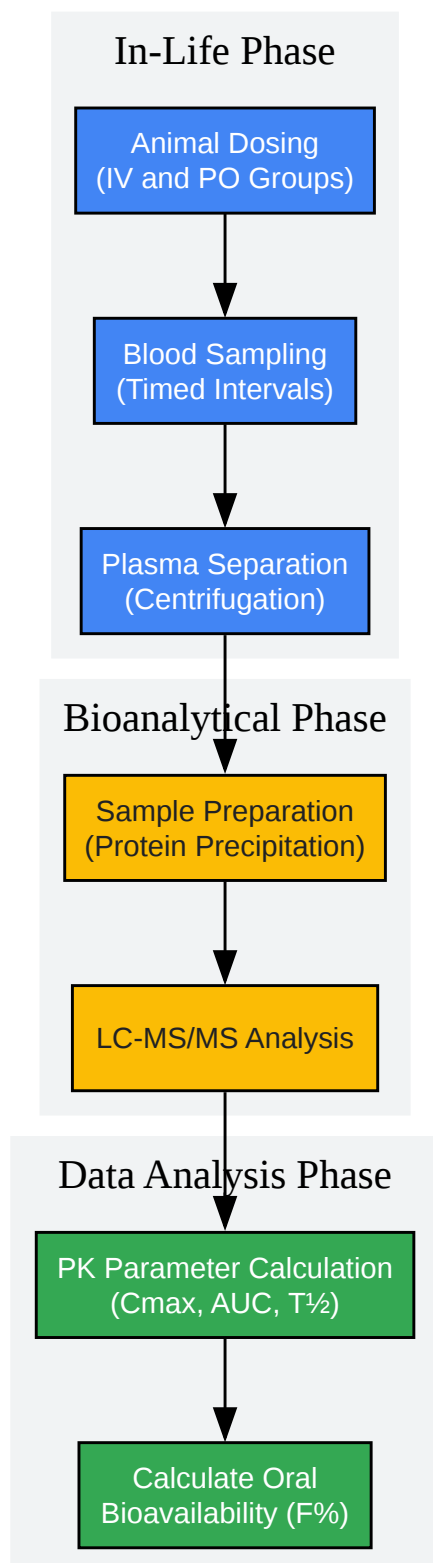 In-Life Phase
Animal Dosing
(IV and PO Groups)
Blood Sampling
(Timed Intervals)
Plasma Separation
(Centrifugation)
Bioanalytical Phase
Sample Preparation
(Protein Precipitation)
LC-MS/MS Analysis
Data Analysis Phase
PK Parameter Calculation
(Cmax, AUC, T½)
Calculate Oral
Bioavailability (F%)